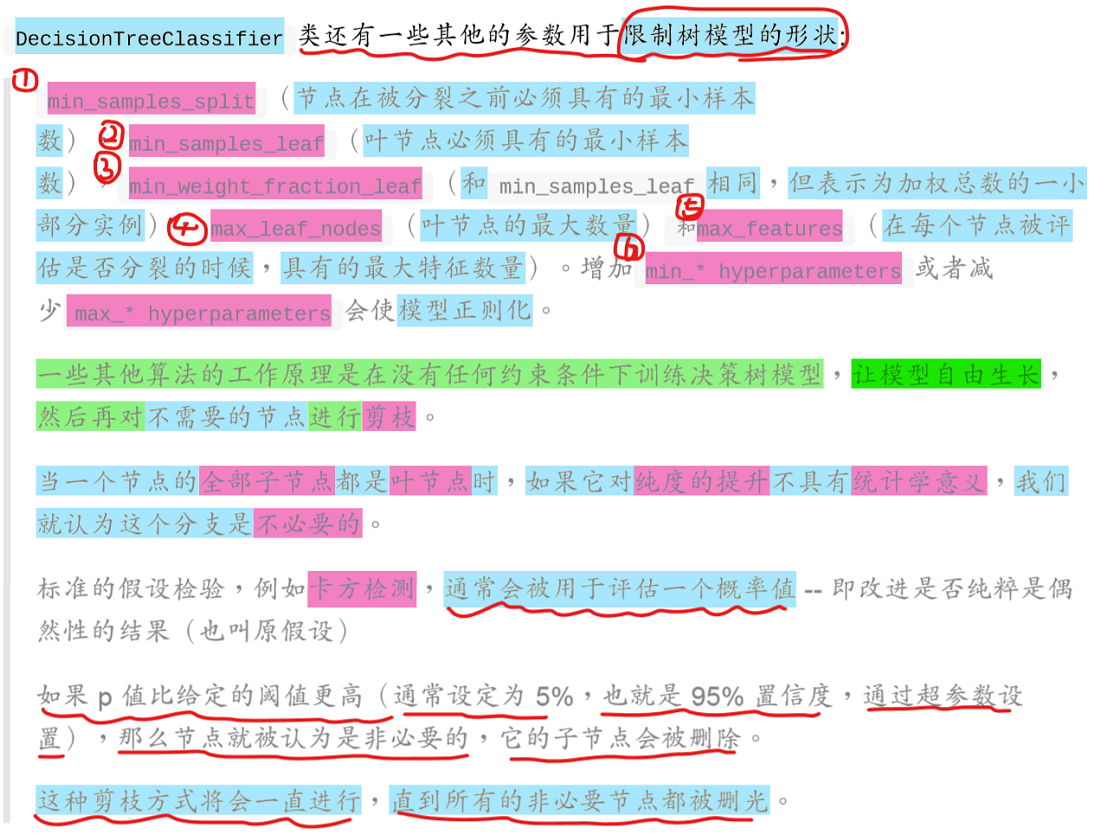 DecisionTreeClassifier 类还有一些其他的参数用于限制树模型的形状:
① min_samples_split （节点在被分裂之前必须具有的最小样本
数） ② min_samples_leaf （叶节点必须具有的最小样本
数）， ③ min_weight_fraction_leaf （和 min_samples_leaf 相同，但表示为加权总数的一小
部分实例） ④ max_leaf_nodes （叶节点的最大数量） 和 ⑤ max_features （在每个节点被评
估是否分裂的时候，具有的最大特征数量）。增加 ⑥ min_* hyperparameters 或者减
少 max_* hyperparameters 会使模型正则化。
一些其他算法的工作原理是在没有任何约束条件下训练决策树模型，让模型自由生长，
然后再对不需要的节点进行剪枝。
当一个节点的全部子节点都是叶节点时，如果它对纯度的提升不具有统计学意义，我们
就认为这个分支是不必要的。
标准的假设检验，例如卡方检测，通常会被用于评估一个概率值 -- 即改进是否纯粹是偶
然性的结果（也叫原假设）
如果 p 值比给定的阈值更高（通常设定为 5%，也就是 95% 置信度，通过超参数设
置），那么节点就被认为是非必要的，它的子节点会被删除。
这种剪枝方式将会一直进行，直到所有的非必要节点都被删光。